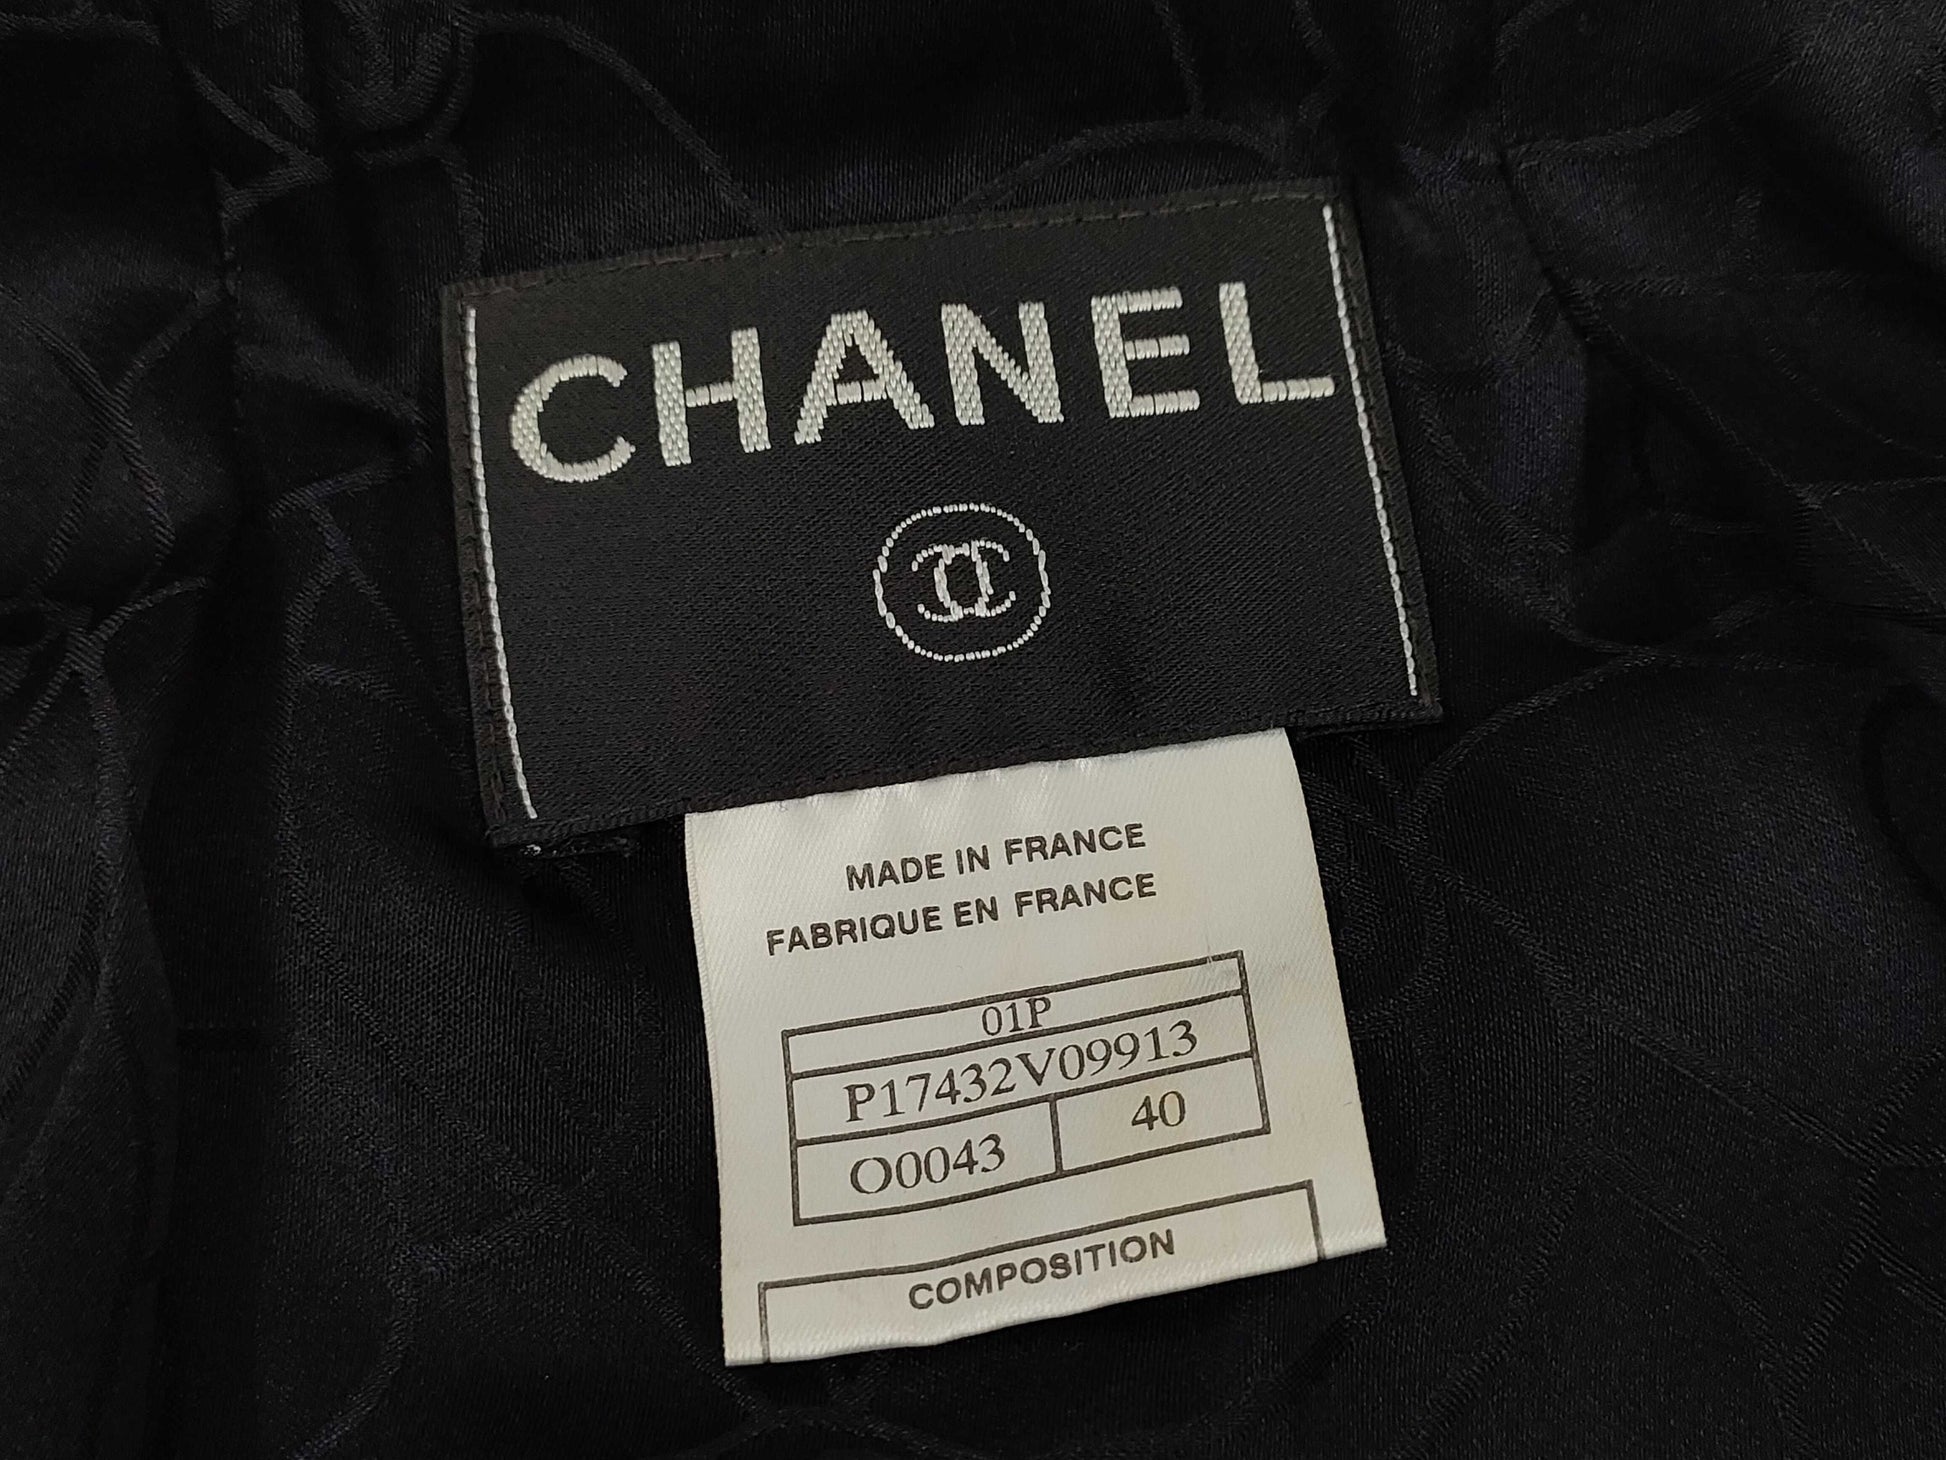 CHANEL
MADE IN FRANCE
FABRIQUE EN FRANCE
01P
P17432V09913
O0043 40
COMPOSITION